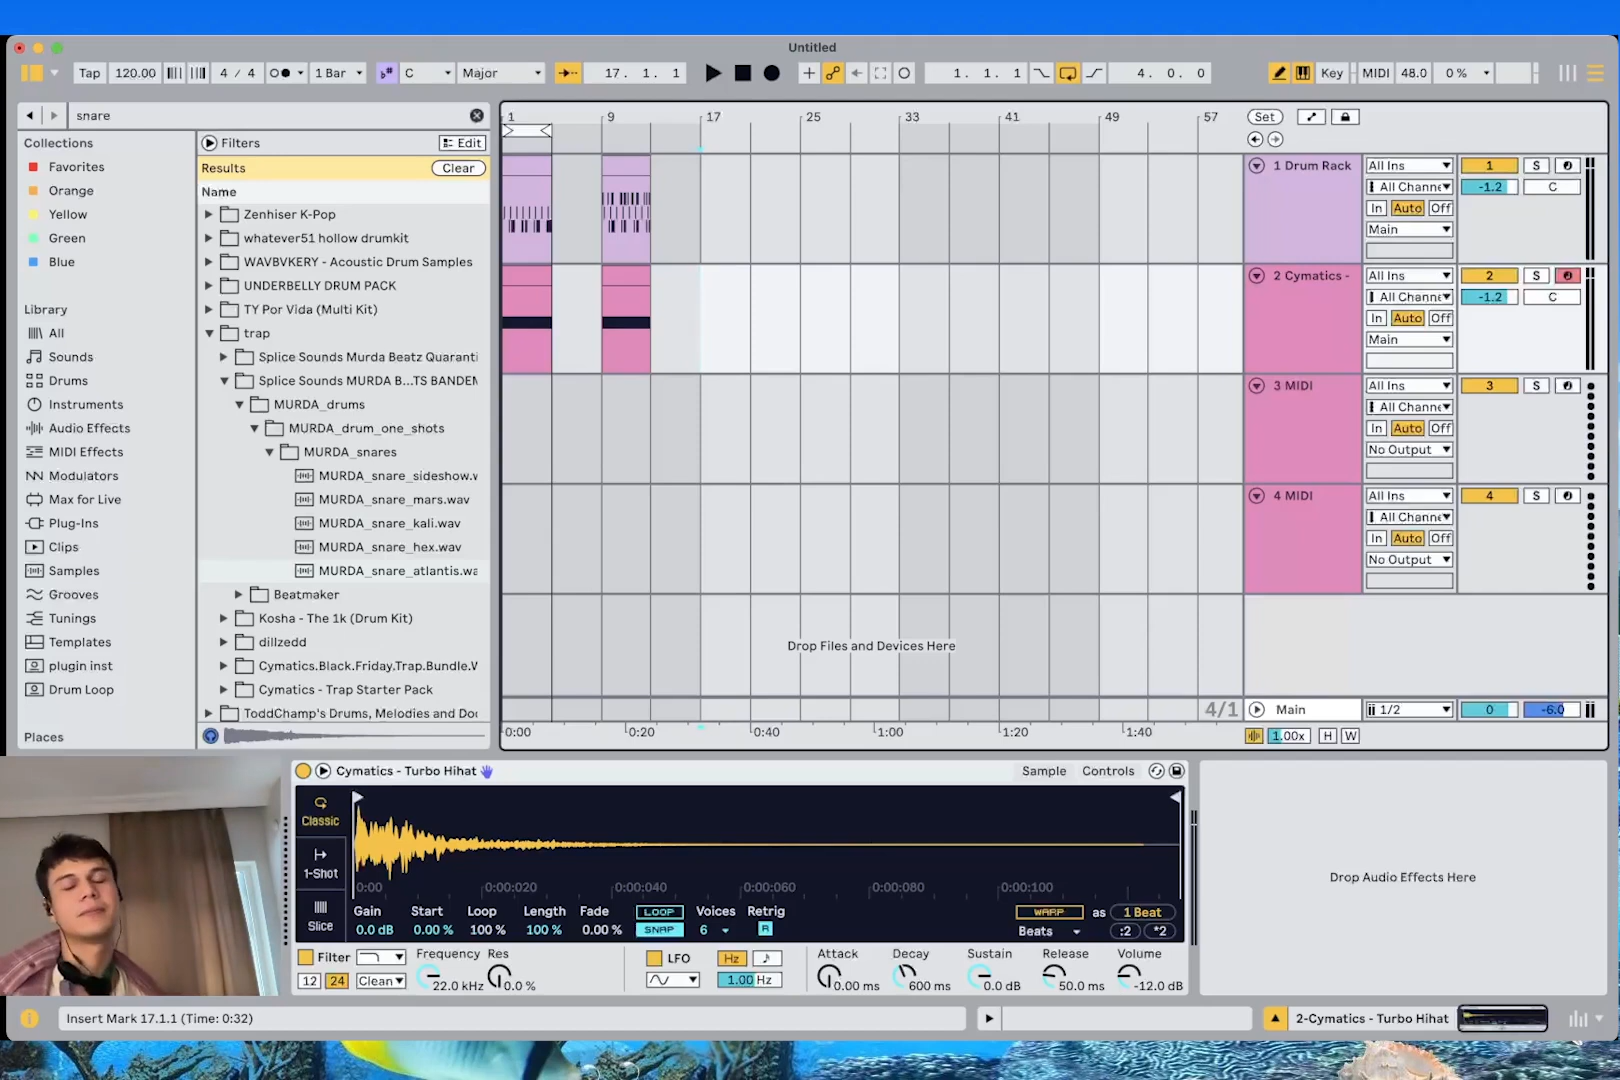 Untitled
Tap 120.00 4 / 4 1 Bar C Major 17. 1. 1 1. 1. 1 4. 0. 0 Key MIDI 48.0 0 %
snare
Collections
Favorites
Orange
Yellow
Green
Blue
Library
All
Sounds
Drums
Instruments
Audio Effects
MIDI Effects
Modulators
Max for Live
Plug-Ins
Clips
Samples
Grooves
Tunings
Templates
plugin inst
Drum Loop
Places
Filters Edit
Results Clear
Name
Zenhiser K-Pop
whatever51 hollow drumkit
WAVBVKERY - Acoustic Drum Samples
UNDERBELLY DRUM PACK
TY Por Vida (Multi Kit)
trap
Splice Sounds Murda Beatz Quaranti
Splice Sounds MURDA B...TS BANDEM
MURDA_drums
MURDA_drum_one_shots
MURDA_snares
MURDA_snare_sideshow.v
MURDA_snare_mars.wav
MURDA_snare_kali.wav
MURDA_snare_hex.wav
MURDA_snare_atlantis.wa
Beatmaker
Kosha - The 1k (Drum Kit)
dillzedd
Cymatics.Black.Friday.Trap.Bundle.V
Cymatics - Trap Starter Pack
ToddChamp's Drums, Melodies and Doc
1 9 17 25 33 41 49 57 Set
1 Drum Rack All Ins 1 S
All Channe -1.2 C
In Auto Off
Main
2 Cymatics - All Ins 2 S
All Channe -1.2 C
In Auto Off
Main
3 MIDI All Ins 3 S
All Channe
In Auto Off
No Output
4 MIDI All Ins 4 S
All Channe
In Auto Off
No Output
Drop Files and Devices Here
4/1 Main 1/2 0 -6.0
0:00 0:20 0:40 1:00 1:20 1:40 1.00x H W
Cymatics - Turbo Hihat Sample Controls
Classic
1-Shot
Slice
0:00 0:00:020 0:00:040 0:00:060 0:00:080 0:00:100
Gain Start Loop Length Fade LOOP Voices Retrig WARP as 1 Beat
0.0 dB 0.00 % 100 % 100 % 0.00 % SNAP 6 R Beats :2 *2
Filter Frequency Res LFO Hz Attack Decay Sustain Release Volume
12 24 Clean 22.0 kHz 0.0 % 1.00 Hz 0.00 ms 600 ms 0.0 dB 50.0 ms -12.0 dB
Drop Audio Effects Here
Insert Mark 17.1.1 (Time: 0:32) 2-Cymatics - Turbo Hihat